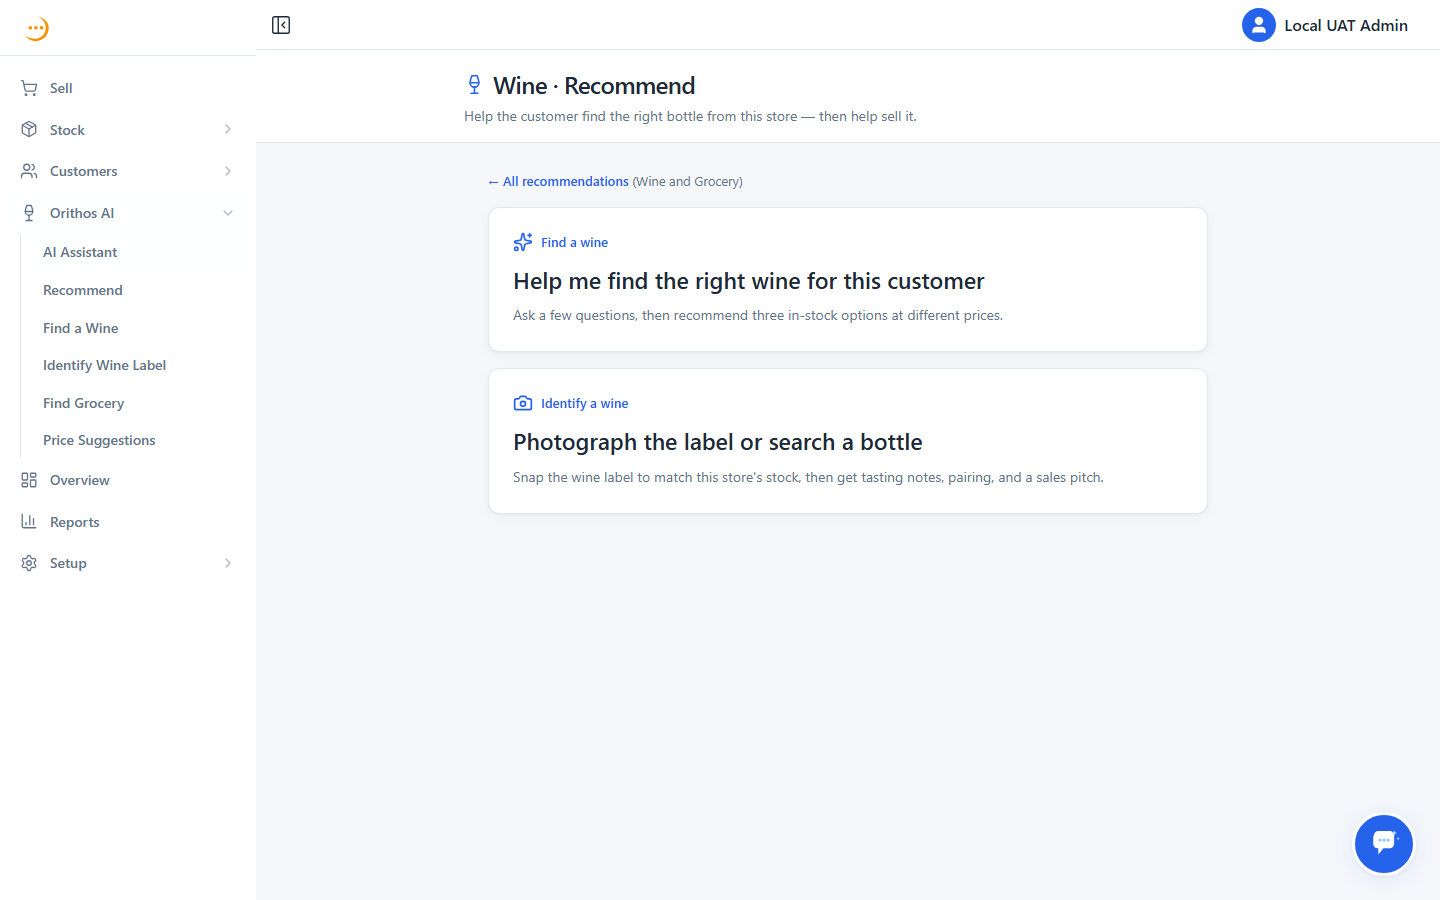 Local UAT Admin
Sell
Stock
Customers
Orithos AI
AI Assistant
Recommend
Find a Wine
Identify Wine Label
Find Grocery
Price Suggestions
Overview
Reports
Setup
Wine · Recommend
Help the customer find the right bottle from this store — then help sell it.
← All recommendations (Wine and Grocery)
Find a wine
Help me find the right wine for this customer
Ask a few questions, then recommend three in-stock options at different prices.
Identify a wine
Photograph the label or search a bottle
Snap the wine label to match this store's stock, then get tasting notes, pairing, and a sales pitch.